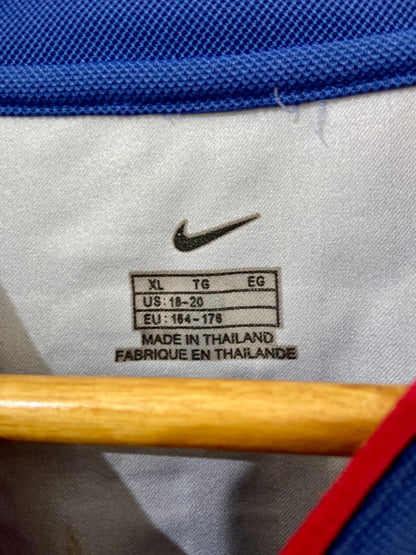 XL TG EG
US: 18-20
EU: 164-176
MADE IN THAILAND
FABRIQUE EN THAILANDE